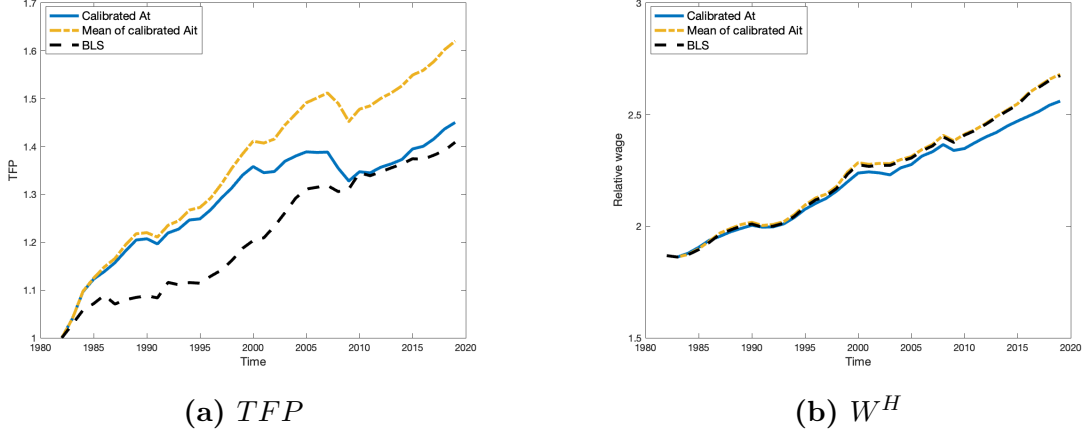 1.7
Calibrated At
Mean of calibrated Ait
BLS
1.6
1.5
1.4
TFP
1.3
1.2
1.1
1
1980 1985 1990 1995 2000 2005 2010 2015 2020
Time
(a) TFP
3
Calibrated At
Mean of calibrated Ait
BLS
2.5
Relative wage
2
1.5
1980 1985 1990 1995 2000 2005 2010 2015 2020
Time
(b) W^H